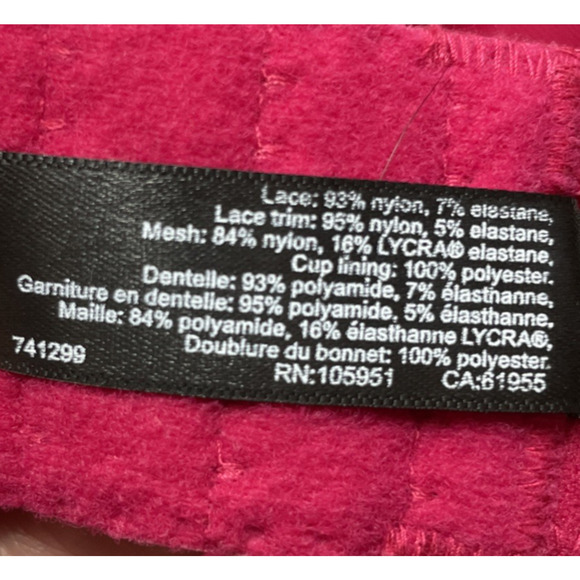 Lace: 93% nylon, 7% elastane,
Lace trim: 95% nylon, 5% elastane,
Mesh: 84% nylon, 16% LYCRA® elastane.
Cup lining: 100% polyester.
Dentelle: 93% polyamide, 7% élasthanne,
Garniture en dentelle: 95% polyamide, 5% élasthanne,
Maille: 84% polyamide, 16% élasthanne LYCRA®,
Doublure du bonnet: 100% polyester.
741299 RN:105951 CA:61955